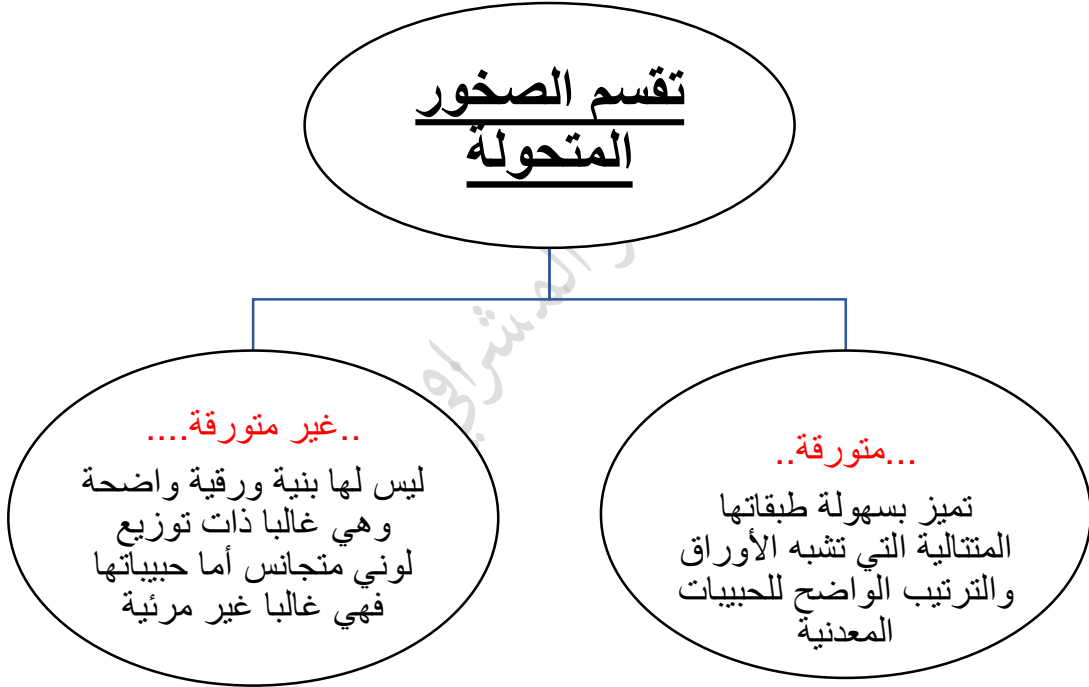 تقسم الصخور
المتحولة
...متورقة..
تميز بسهولة طبقاتها
المتتالية التي تشبه الأوراق
والترتيب الواضح للحبيبات
المعدنية
..غير متورقة....
ليس لها بنية ورقية واضحة
وهي غالبا ذات توزيع
لوني متجانس أما حبيباتها
فهي غالبا غير مرئية
المشرافي